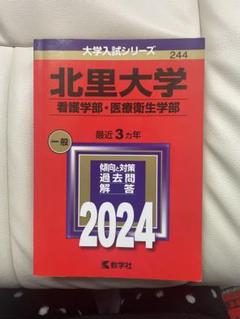 大学入試シリーズ
244
北里大学
看護学部・医療衛生学部
一般
最近3カ年
傾向と対策
過去問
解答
2024
教学社